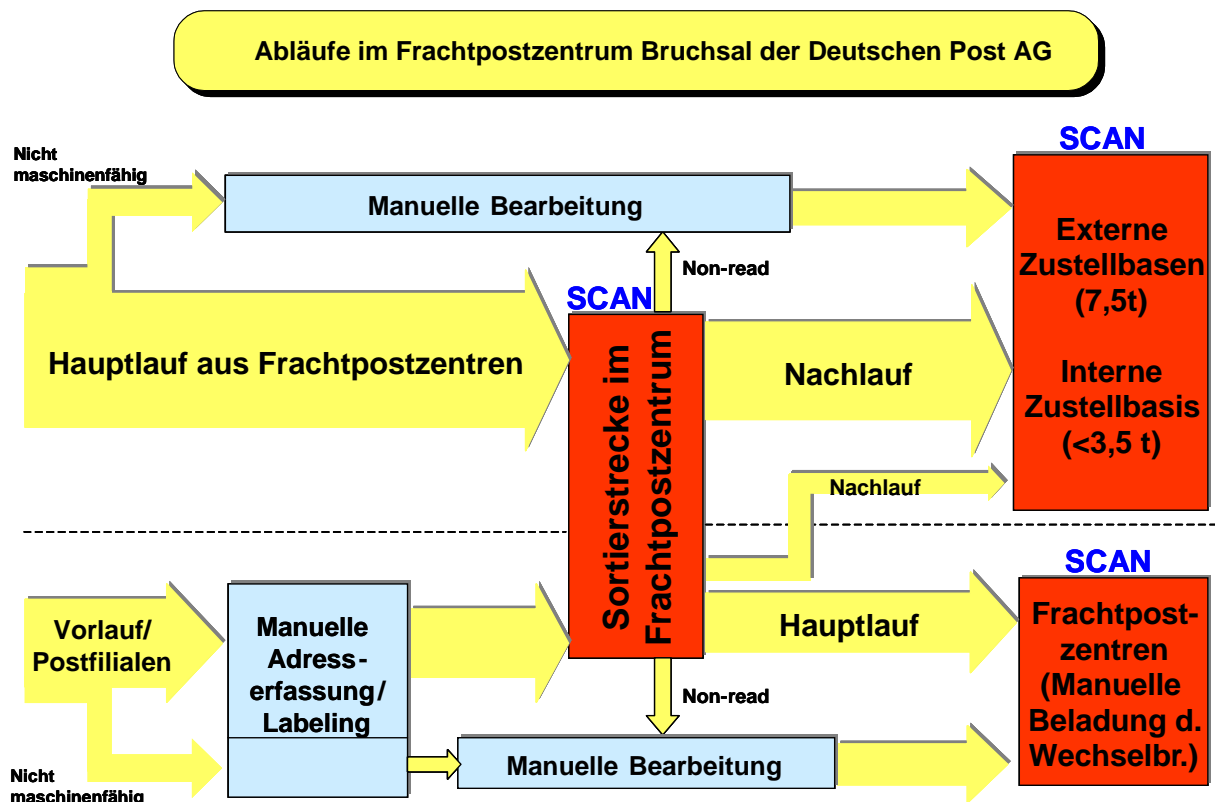 Abläufe im Frachtpostzentrum Bruchsal der Deutschen Post AG
SCAN
Nicht
maschinenfähig
Manuelle Bearbeitung
Externe
Zustellbasen
(7,5t)
Interne
Zustellbasis
(<3,5 t)
Non-read
SCAN
Hauptlauf aus Frachtpostzentren
Sortierstrecke im
Frachtpostzentrum
Nachlauf
Nachlauf
SCAN
Vorlauf/
Postfilialen
Manuelle
Adress-
erfassung/
Labeling
Hauptlauf
Frachtpost-
zentren
(Manuelle
Beladung d.
Wechselbr.)
Non-read
Manuelle Bearbeitung
Nicht
maschinenfähig